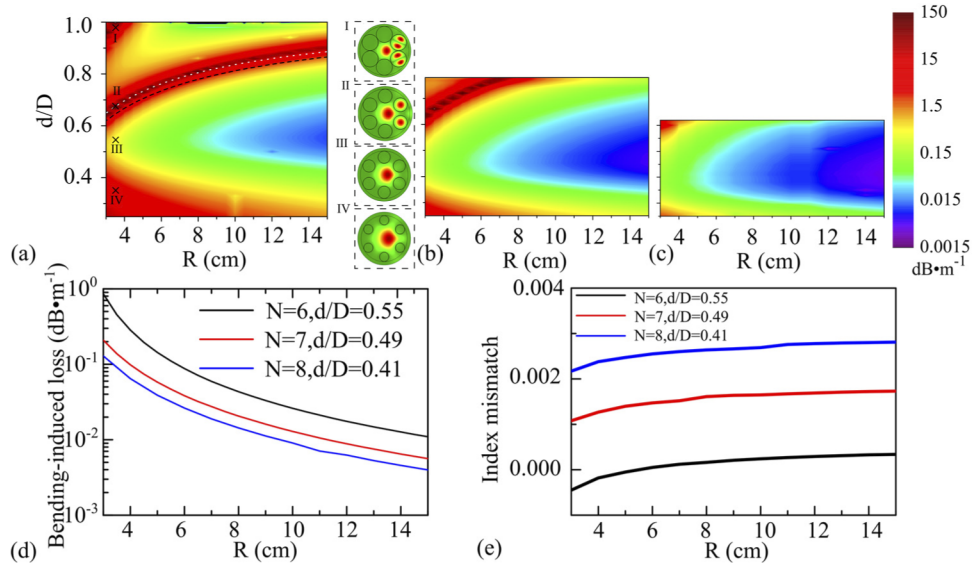 1.0
0.8
0.6
0.4
d/D
I
II
III
IV
4 6 8 10 12 14
R (cm)
(a)
I
II
III
IV
4 6 8 10 12 14
R (cm)
(b)
4 6 8 10 12 14
R (cm)
(c)
150
15
1.5
0.15
0.015
0.0015
dB•m⁻¹
10⁰
10⁻¹
10⁻²
10⁻³
Bending-induced loss (dB•m⁻¹)
N=6,d/D=0.55
N=7,d/D=0.49
N=8,d/D=0.41
4 6 8 10 12 14
R (cm)
(d)
0.004
0.002
0.000
Index mismatch
N=6,d/D=0.55
N=7,d/D=0.49
N=8,d/D=0.41
4 6 8 10 12 14
R (cm)
(e)